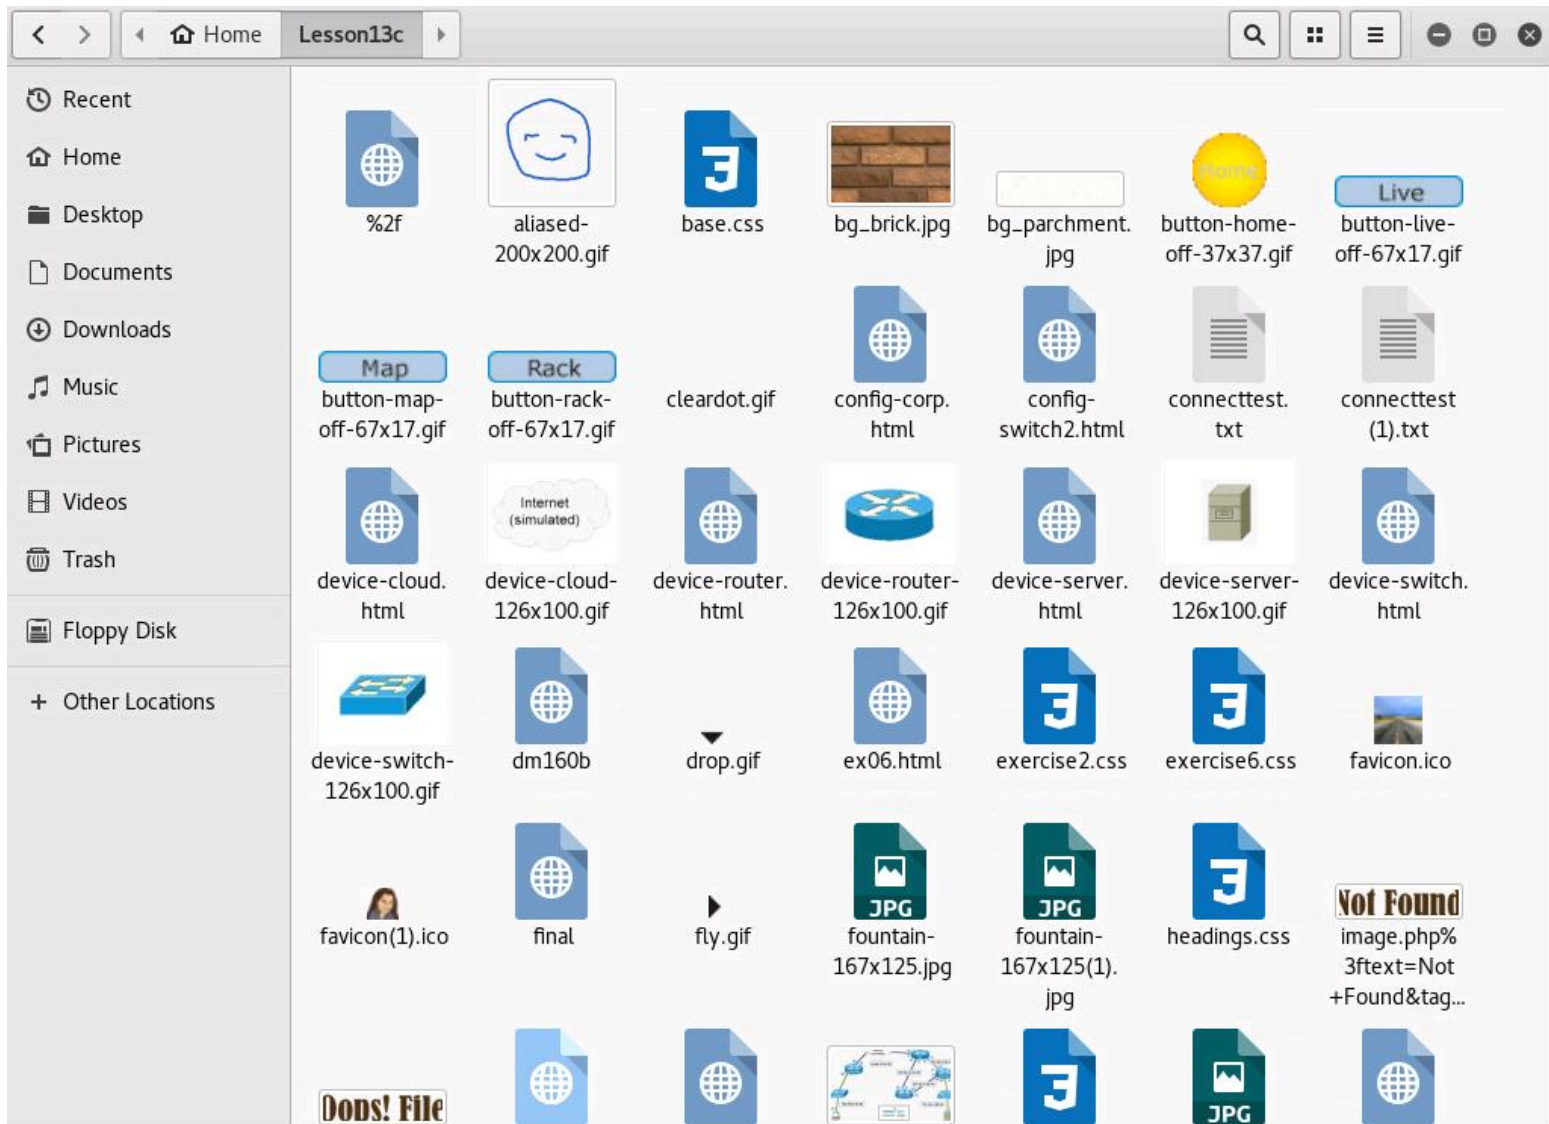 Home
Lesson13c
Recent
Home
Desktop
Documents
Downloads
Music
Pictures
Videos
Trash
Floppy Disk
+ Other Locations
Home
Live
%2f
aliased-
200x200.gif
base.css
bg_brick.jpg
bg_parchment.
jpg
button-home-
off-37x37.gif
button-live-
off-67x17.gif
Map
Rack
button-map-
off-67x17.gif
button-rack-
off-67x17.gif
cleardot.gif
config-corp.
html
config-
switch2.html
connecttest.
txt
connecttest
(1).txt
Internet
(simulated)
device-cloud.
html
device-cloud-
126x100.gif
device-router.
html
device-router-
126x100.gif
device-server.
html
device-server-
126x100.gif
device-switch.
html
device-switch-
126x100.gif
dm160b
drop.gif
ex06.html
exercise2.css
exercise6.css
favicon.ico
JPG
JPG
Not Found
favicon(1).ico
final
fly.gif
fountain-
167x125.jpg
fountain-
167x125(1).
jpg
headings.css
image.php%
3ftext=Not
+Found&tag...
Oops! File
JPG